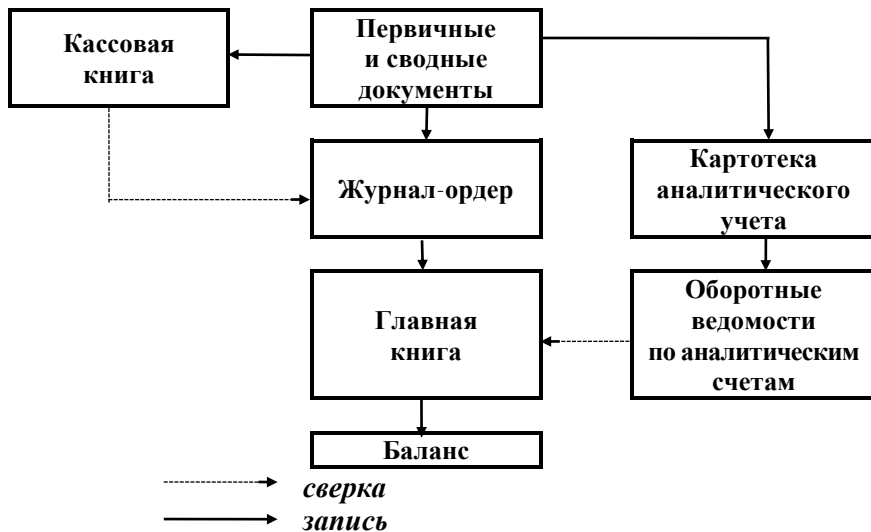 Кассовая
книга
Первичные
и сводные
документы
Журнал-ордер
Картотека
аналитического
учета
Главная
книга
Оборотные
ведомости
по аналитическим
счетам
Баланс
сверка
запись